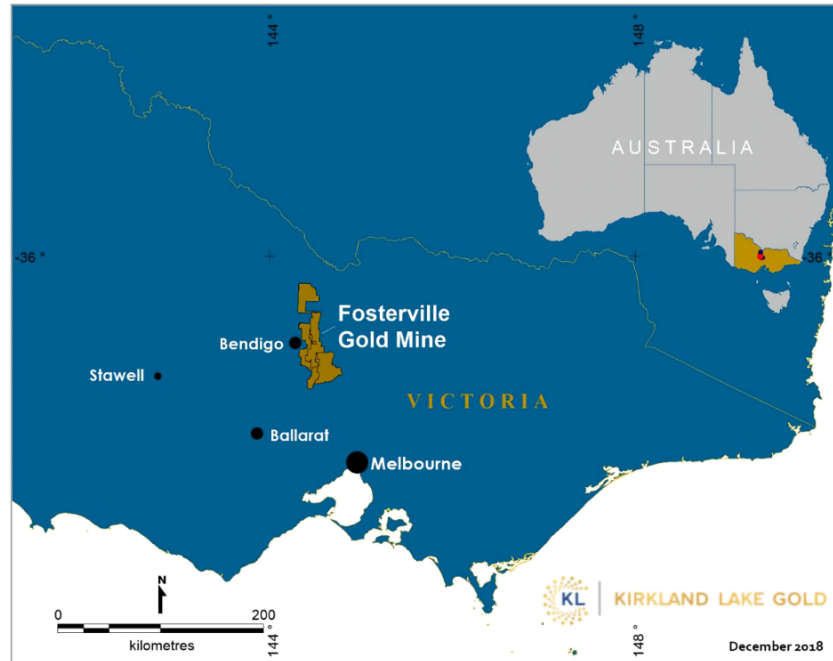 144 °
148 °
AUSTRALIA
-36 °
-36 °
Fosterville
Gold Mine
Bendigo
Stawell
VICTORIA
Ballarat
Melbourne
N
0
200
kilometres
144 °
148 °
KL
KIRKLAND LAKE GOLD
December 2018